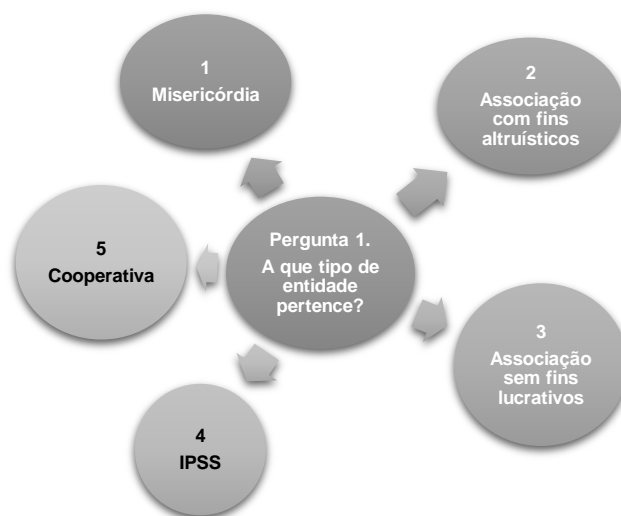 1
Misericórdia
2
Associação
com fins
altruísticos
Pergunta 1.
A que tipo de
entidade
pertence?
5
Cooperativa
3
Associação
sem fins
lucrativos
4
IPSS